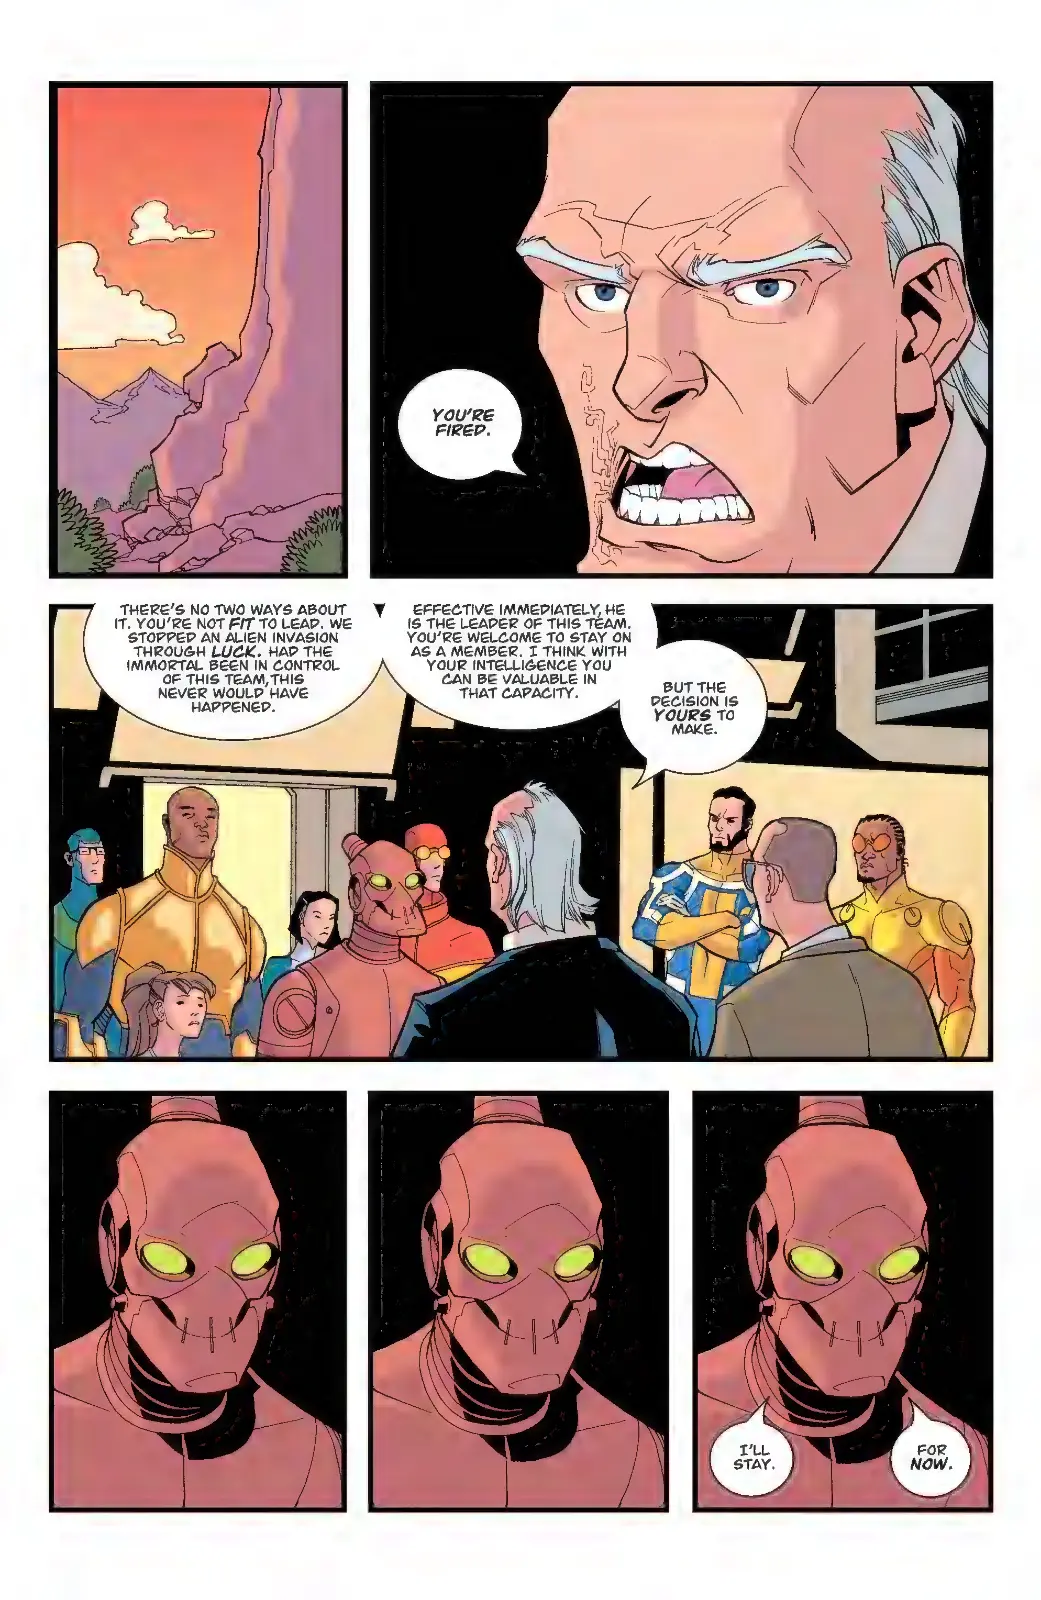 YOU'RE
FIRED.
THERE'S NO TWO WAYS ABOUT
IT. YOU'RE NOT FIT TO LEAD. WE
STOPPED AN ALIEN INVASION
THROUGH LUCK. HAD THE
IMMORTAL BEEN IN CONTROL
OF THIS TEAM, THIS
NEVER WOULD HAVE
HAPPENED.
EFFECTIVE IMMEDIATELY, HE
IS THE LEADER OF THIS TEAM.
YOU'RE WELCOME TO STAY ON
AS A MEMBER. I THINK WITH
YOUR INTELLIGENCE YOU
CAN BE VALUABLE IN
THAT CAPACITY.
BUT THE
DECISION IS
YOURS TO
MAKE.
I'LL
STAY.
FOR
NOW.